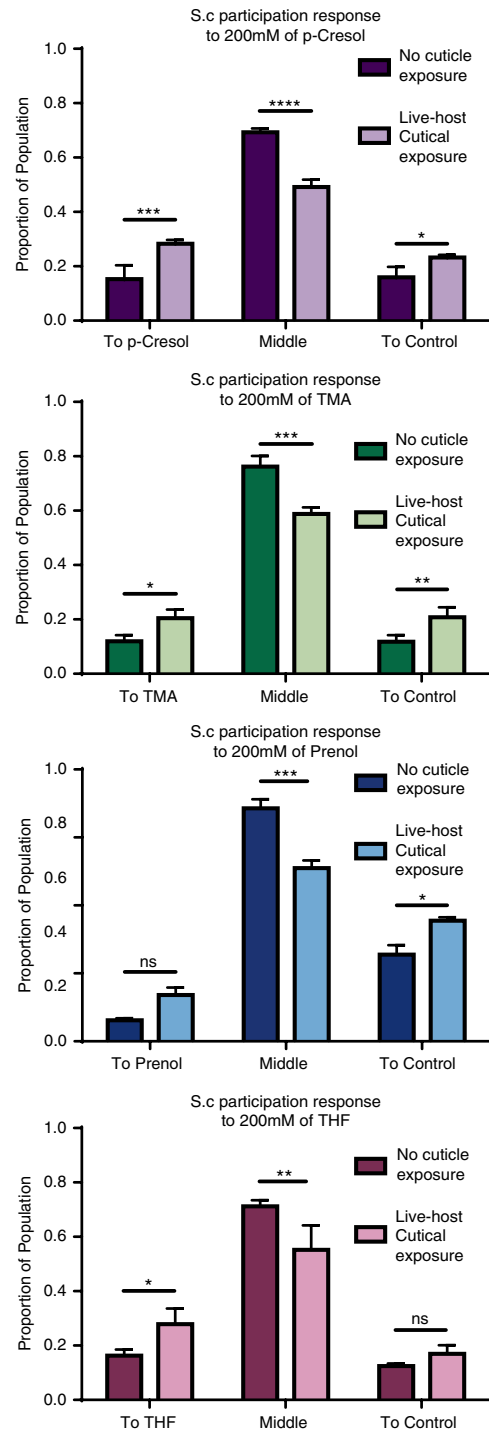 S.c participation response
to 200mM of p-Cresol
Proportion of Population
1.0
0.8
0.6
0.4
0.2
0.0
No cuticle
exposure
Live-host
Cutical
exposure
***
****
*
To p-Cresol
Middle
To Control
S.c participation response
to 200mM of TMA
Proportion of Population
1.0
0.8
0.6
0.4
0.2
0.0
No cuticle
exposure
Live-host
Cutical
exposure
*
***
**
To TMA
Middle
To Control
S.c participation response
to 200mM of Prenol
Proportion of Population
1.0
0.8
0.6
0.4
0.2
0.0
No cuticle
exposure
Live-host
Cutical
exposure
ns
***
*
To Prenol
Middle
To Control
S.c participation response
to 200mM of THF
Proportion of Population
1.0
0.8
0.6
0.4
0.2
0.0
No cuticle
exposure
Live-host
Cutical
exposure
*
**
ns
To THF
Middle
To Control